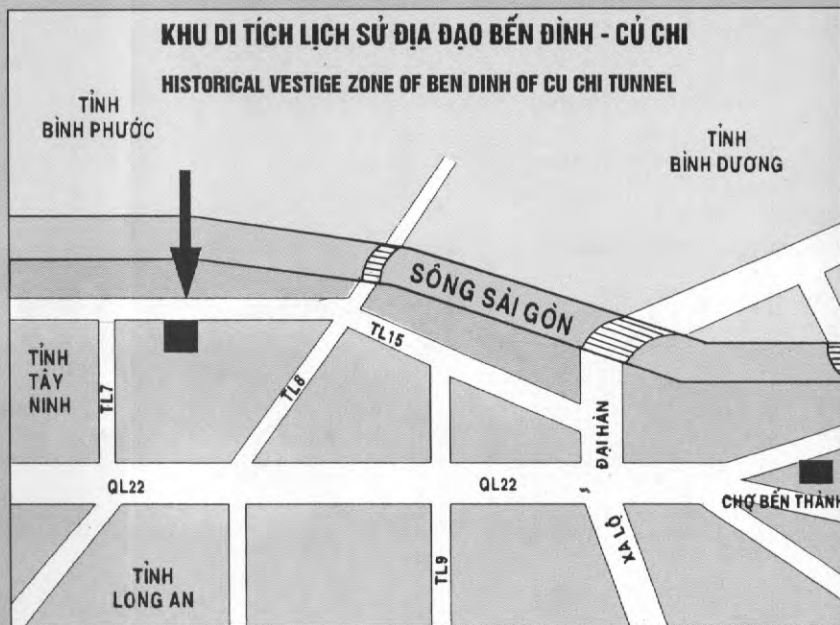 KHU DI TÍCH LỊCH SỬ ĐỊA ĐẠO BẾN ĐÌNH - CỦ CHI
HISTORICAL VESTIGE ZONE OF BEN DINH OF CU CHI TUNNEL
TỈNH
BÌNH PHƯỚC
TỈNH
BÌNH DƯƠNG
SÔNG SÀI GÒN
TL15
TỈNH
TÂY
NINH
TL7
TL8
ĐẠI HÀN
QL22
QL22
CHỢ BẾN THÀNH
XA LỘ
TL9
TỈNH
LONG AN